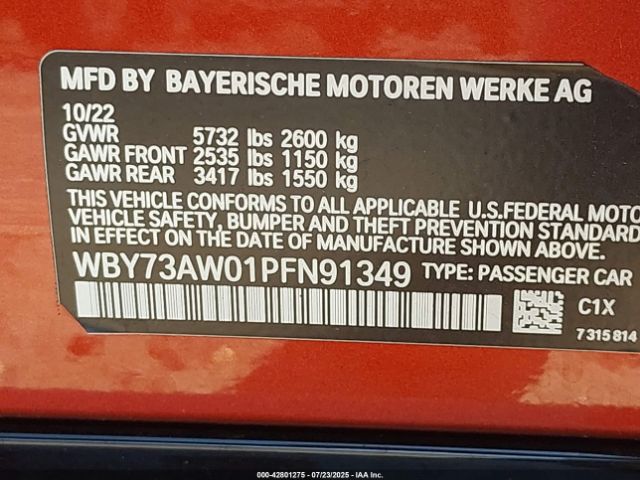 MFD BY BAYERISCHE MOTOREN WERKE AG
10/22
GVWR 5732 lbs 2600 kg
GAWR FRONT 2535 lbs 1150 kg
GAWR REAR 3417 lbs 1550 kg
THIS VEHICLE CONFORMS TO ALL APPLICABLE U.S.FEDERAL MOTO
VEHICLE SAFETY, BUMPER AND THEFT PREVENTION STANDARD
IN EFFECT ON THE DATE OF MANUFACTURE SHOWN ABOVE.
WBY73AW01PFN91349 TYPE: PASSENGER CAR
C1X
7315814
000-42801275 - 07/23/2025 - IAA Inc.